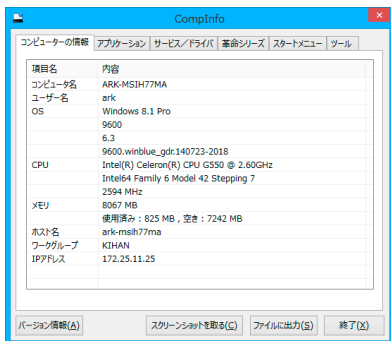 CompInfo
コンピューターの情報 アプリケーション サービス／ドライバ 革命シリーズ スタートメニュー ツール
項目名 内容
コンピュータ名 ARK-MSIH77MA
ユーザー名 ark
OS Windows 8.1 Pro
9600
6.3
9600.winblue_gdr.140723-2018
CPU Intel(R) Celeron(R) CPU G550 @ 2.60GHz
Intel64 Family 6 Model 42 Stepping 7
2594 MHz
メモリ 8067 MB
使用済み : 825 MB , 空き : 7242 MB
ホスト名 ark-msih77ma
ワークグループ KIHAN
IPアドレス 172.25.11.25
バージョン情報(A) スクリーンショットを取る(C) ファイルに出力(S) 終了(X)